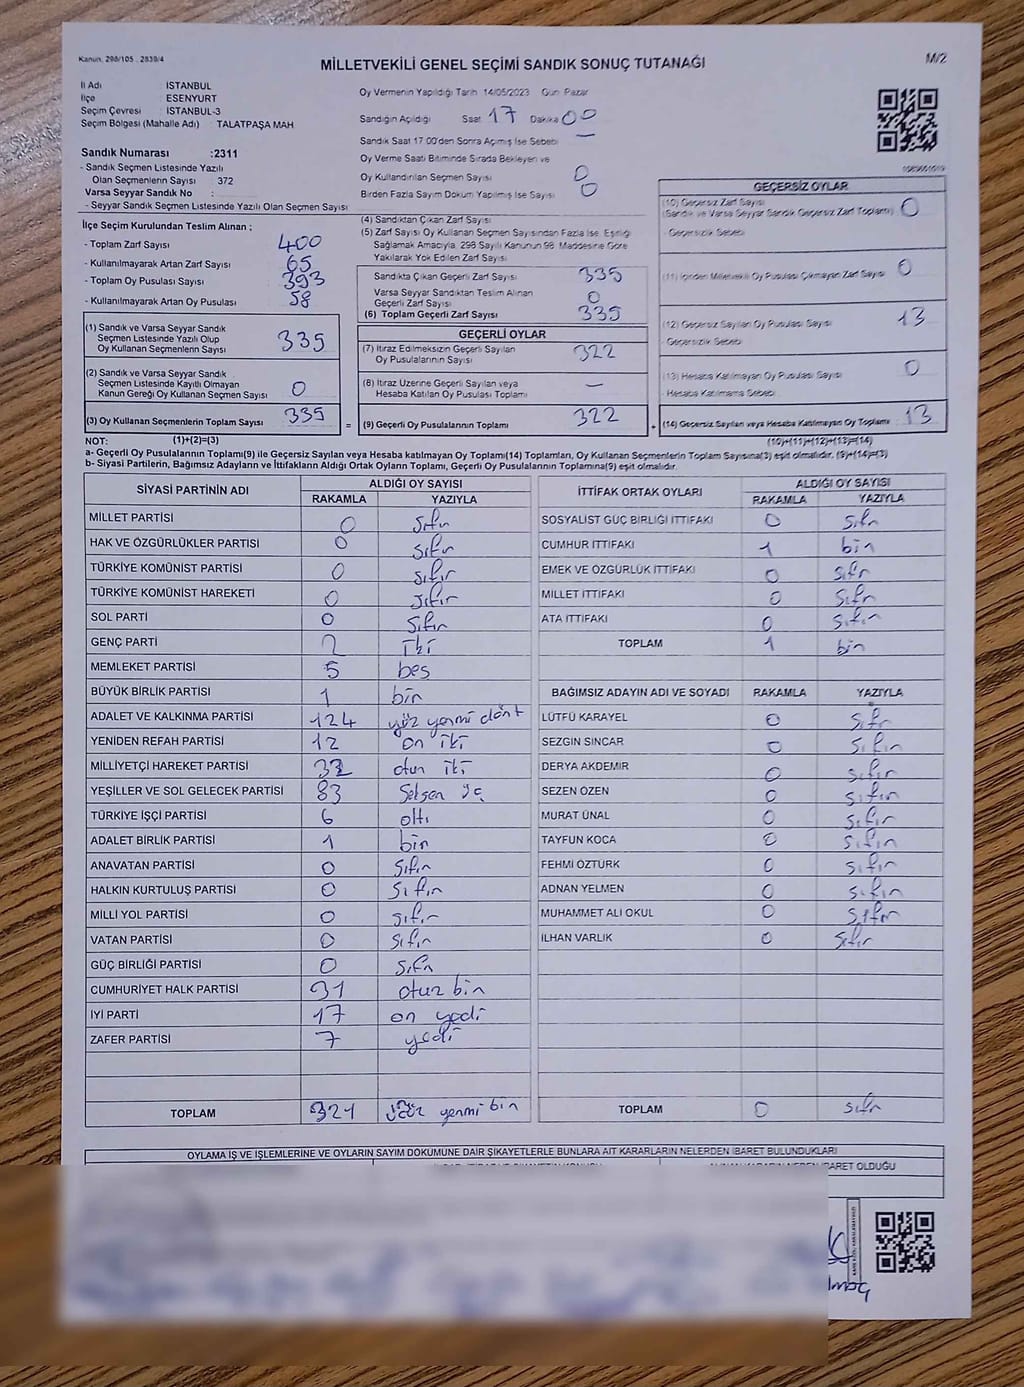 Kanun, 298/105 , 2839/4
MİLLETVEKİLİ GENEL SEÇİMİ SANDIK SONUÇ TUTANAĞI
M/2
İl Adı : İSTANBUL
İlçe : ESENYURT
Seçim Çevresi : İSTANBUL-3
Seçim Bölgesi (Mahalle Adı) : TALATPAŞA MAH
Sandık Numarası :2311
- Sandık Seçmen Listesinde Yazılı
Olan Seçmenlerin Sayısı : 372
Varsa Seyyar Sandık No :
- Seyyar Sandık Seçmen Listesinde Yazılı Olan Seçmen Sayısı
Oy Vermenin Yapıldığı Tarih 14/05/2023 Gün Pazar
Sandığın Açıldığı Saat 17 Dakika 00
Sandık Saat 17:00'den Sonra Açılmış İse Sebebi —
Oy Verme Saati Bitiminde Sırada Bekleyen ve
Oy Kullandırılan Seçmen Sayısı 0
Birden Fazla Sayım Döküm Yapılmış İse Sayısı 0
İlçe Seçim Kurulundan Teslim Alınan ;
- Toplam Zarf Sayısı 400
- Kullanılmayarak Artan Zarf Sayısı 65
- Toplam Oy Pusulası Sayısı 393
- Kullanılmayarak Artan Oy Pusulası 58
(1) Sandık ve Varsa Seyyar Sandık
Seçmen Listesinde Yazılı Olup
Oy Kullanan Seçmenlerin Sayısı 335
(2) Sandık ve Varsa Seyyar Sandık
Seçmen Listesinde Kayıtlı Olmayan
Kanun Gereği Oy Kullanan Seçmen Sayısı 0
(3) Oy Kullanan Seçmenlerin Toplam Sayısı 335
(4) Sandıktan Çıkan Zarf Sayısı
(5) Zarf Sayısı Oy Kullanan Seçmen Sayısından Fazla İse, Eşitliği
Sağlamak Amacıyla, 298 Sayılı Kanunun 98. Maddesine Göre
Yakılarak Yok Edilen Zarf Sayısı
Sandıkta Çıkan Geçerli Zarf Sayısı 335
Varsa Seyyar Sandıktan Teslim Alınan
Geçerli Zarf Sayısı 0
(6) Toplam Geçerli Zarf Sayısı 335
GEÇERLİ OYLAR
(7) İtiraz Edilmeksizin Geçerli Sayılan
Oy Pusulalarının Sayısı 322
(8) İtiraz Üzerine Geçerli Sayılan veya
Hesaba Katılan Oy Pusulası Toplamı —
= (9) Geçerli Oy Pusulalarının Toplamı 322 +
GEÇERSİZ OYLAR
(10) Geçersiz Zarf Sayısı
(Sandık ve Varsa Seyyar Sandık Geçersiz Zarf Toplamı) 0
- Geçersizlik Sebebi
(11) İçinden Milletvekili Oy Pusulası Çıkmayan Zarf Sayısı 0
(12) Geçersiz Sayılan Oy Pusulası Sayısı 13
- Geçersizlik Sebebi
(13) Hesaba Katılmayan Oy Pusulası Sayısı 0
- Hesaba Katılmama Sebebi
(14) Geçersiz Sayılan veya Hesaba Katılmayan Oy Toplamı 13
NOT: (1)+(2)=(3) (10)+(11)+(12)+(13)=(14)
a- Geçerli Oy Pusulalarının Toplamı(9) ile Geçersiz Sayılan veya Hesaba katılmayan Oy Toplamı(14) Toplamları, Oy Kullanan Seçmenlerin Toplam Sayısına(3) eşit olmalıdır. (9)+(14)=(3)
b- Siyasi Partilerin, Bağımsız Adayların ve İttifakların Aldığı Ortak Oyların Toplamı, Geçerli Oy Pusulalarının Toplamına(9) eşit olmalıdır.
SİYASİ PARTİNİN ADI ALDIĞI OY SAYISI
RAKAMLA YAZIYLA
MİLLET PARTİSİ 0 sıfır
HAK VE ÖZGÜRLÜKLER PARTİSİ 0 sıfır
TÜRKİYE KOMÜNİST PARTİSİ 0 sıfır
TÜRKİYE KOMÜNİST HAREKETİ 0 sıfır
SOL PARTİ 0 sıfır
GENÇ PARTİ 2 iki
MEMLEKET PARTİSİ 5 beş
BÜYÜK BİRLİK PARTİSİ 1 bir
ADALET VE KALKINMA PARTİSİ 124 yüz yirmi dört
YENİDEN REFAH PARTİSİ 12 on iki
MİLLİYETÇİ HAREKET PARTİSİ 32 otuz iki
YEŞİLLER VE SOL GELECEK PARTİSİ 83 seksen üç
TÜRKİYE İŞÇİ PARTİSİ 6 altı
ADALET BİRLİK PARTİSİ 1 bir
ANAVATAN PARTİSİ 0 sıfır
HALKIN KURTULUŞ PARTİSİ 0 sıfır
MİLLİ YOL PARTİSİ 0 sıfır
VATAN PARTİSİ 0 sıfır
GÜÇ BİRLİĞİ PARTİSİ 0 sıfır
CUMHURİYET HALK PARTİSİ 31 otuz bir
İYİ PARTİ 17 on yedi
ZAFER PARTİSİ 7 yedi
TOPLAM 321 üçyüz yirmi bir
İTTİFAK ORTAK OYLARI ALDIĞI OY SAYISI
RAKAMLA YAZIYLA
SOSYALİST GÜÇ BİRLİĞİ İTTİFAKI 0 sıfır
CUMHUR İTTİFAKI 1 bir
EMEK VE ÖZGÜRLÜK İTTİFAKI 0 sıfır
MİLLET İTTİFAKI 0 sıfır
ATA İTTİFAKI 0 sıfır
TOPLAM 1 bir
BAĞIMSIZ ADAYIN ADI VE SOYADI RAKAMLA YAZIYLA
LÜTFÜ KARAYEL 0 sıfır
SEZGİN SİNCAR 0 sıfır
DERYA AKDEMİR 0 sıfır
SEZEN ÖZEN 0 sıfır
MURAT ÜNAL 0 sıfır
TAYFUN KOCA 0 sıfır
FEHMİ ÖZTÜRK 0 sıfır
ADNAN YELMEN 0 sıfır
MUHAMMET ALİ OKUL 0 sıfır
İLHAN VARLIK 0 sıfır
TOPLAM 0 sıfır
OYLAMA İŞ VE İŞLEMLERİNE VE OYLARIN SAYIM DÖKÜMÜNE DAİR ŞİKAYETLERLE BUNLARA AİT KARARLARIN NELERDEN İBARET BULUNDUKLARI
İBARET OLDUĞU